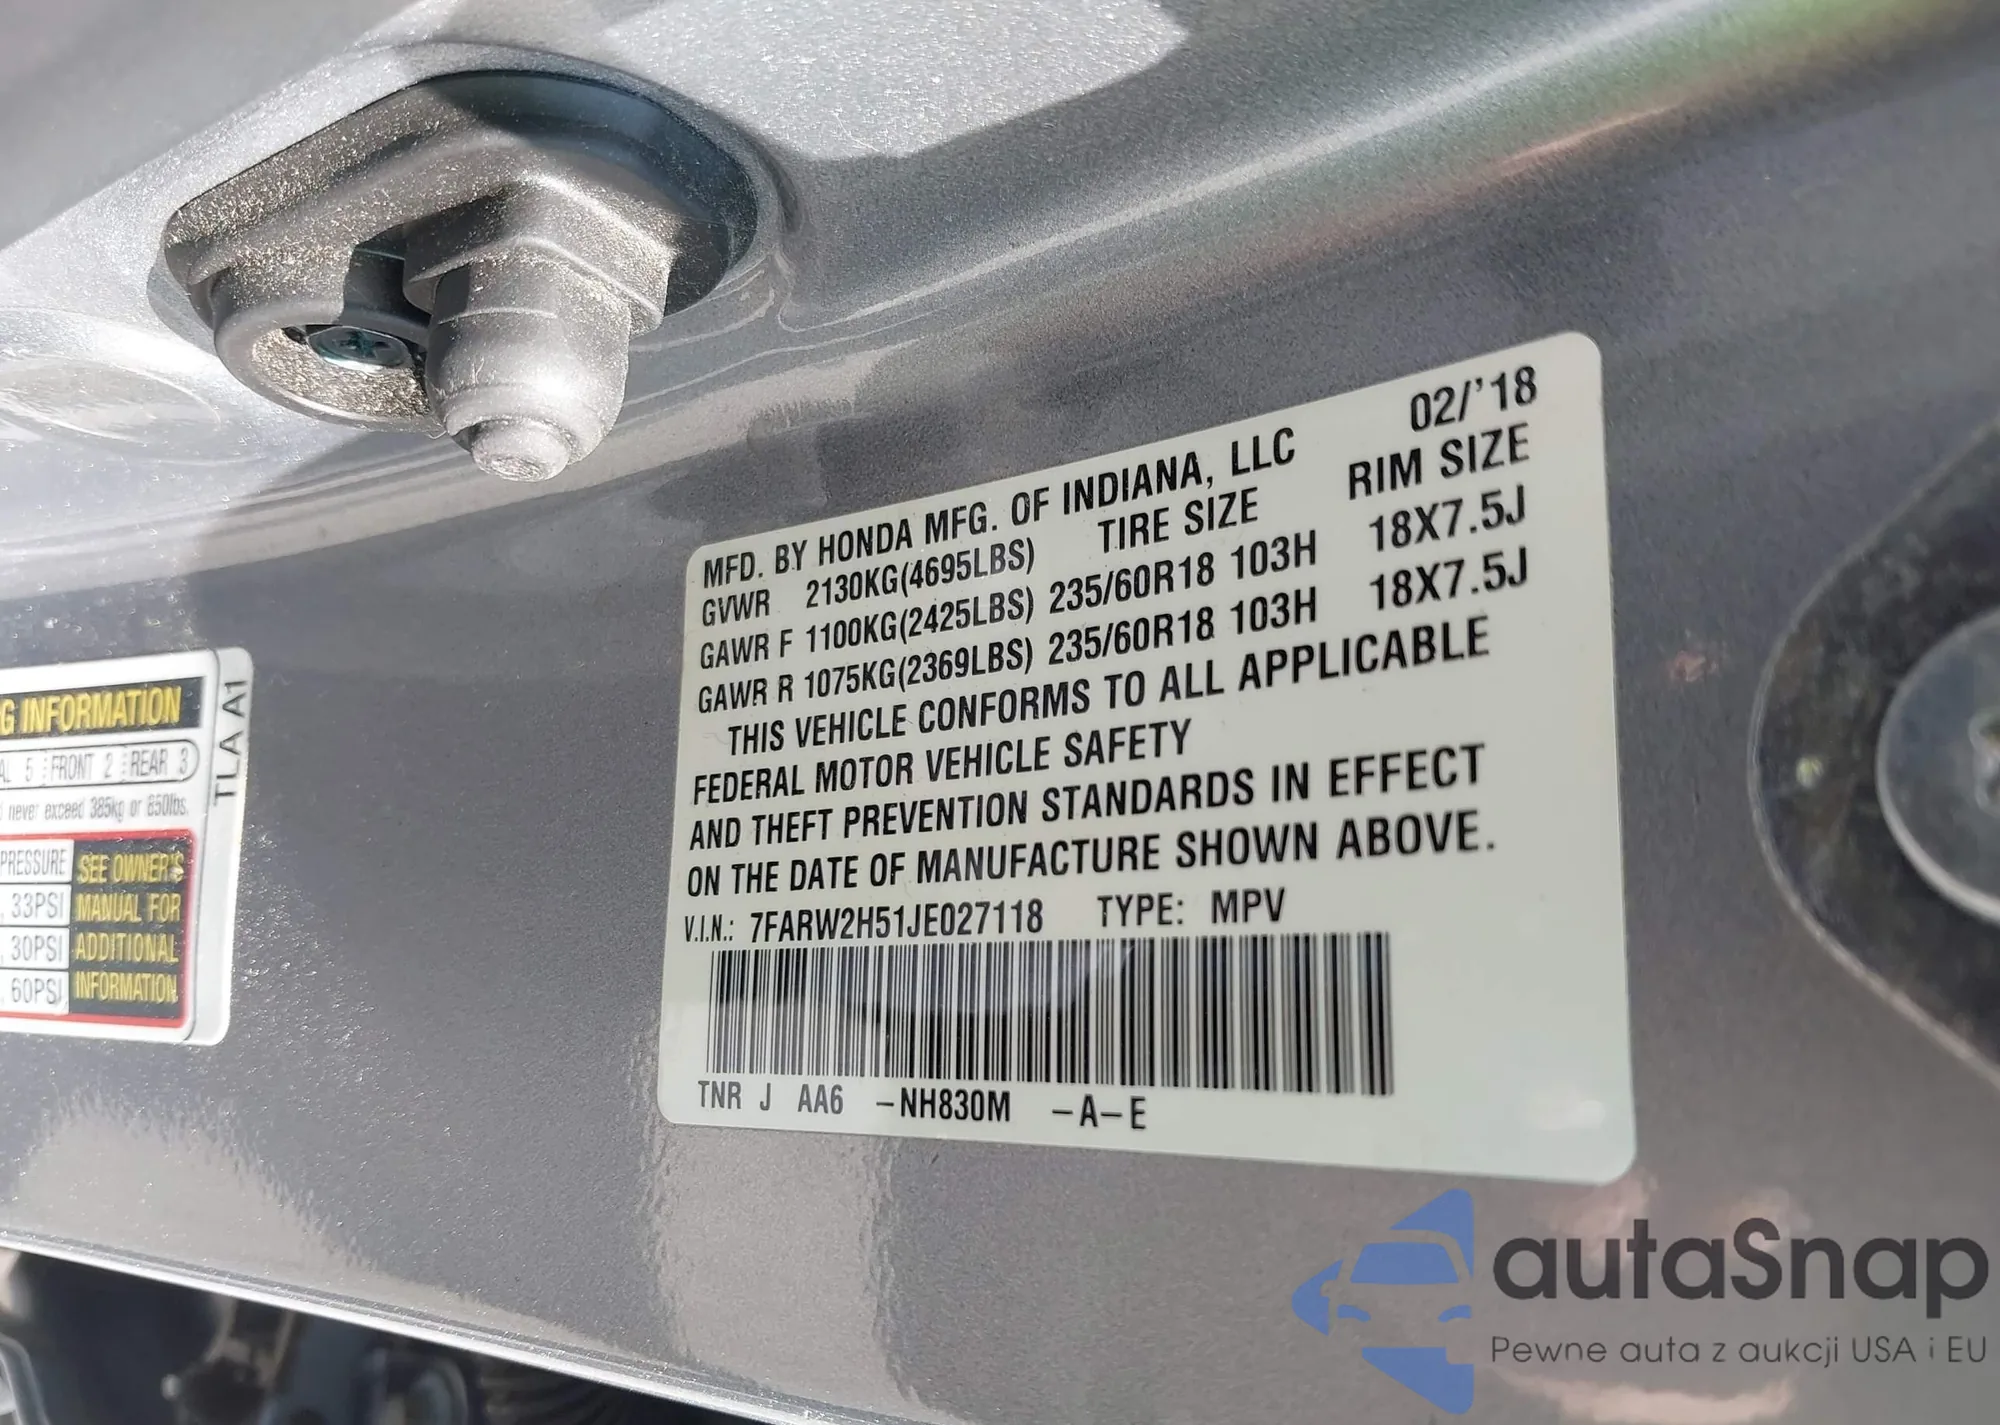 02/'18
MFD. BY HONDA MFG. OF INDIANA, LLC
GVWR 2130KG(4695LBS) TIRE SIZE RIM SIZE
GAWR F 1100KG(2425LBS) 235/60R18 103H 18X7.5J
GAWR R 1075KG(2369LBS) 235/60R18 103H 18X7.5J
THIS VEHICLE CONFORMS TO ALL APPLICABLE
FEDERAL MOTOR VEHICLE SAFETY
AND THEFT PREVENTION STANDARDS IN EFFECT
ON THE DATE OF MANUFACTURE SHOWN ABOVE.
V.I.N.: 7FARW2H51JE027118 TYPE: MPV
TNR J AA6 -NH830M -A-E
G INFORMATION
AL 5 FRONT 2 REAR 3
never exceed 385kg or 850lbs.
PRESSURE SEE OWNER'S
, 33PSI MANUAL FOR
, 30PSI ADDITIONAL
, 60PSI INFORMATION
TLA A1
autaSnap
Pewne auta z aukcji USA i EU